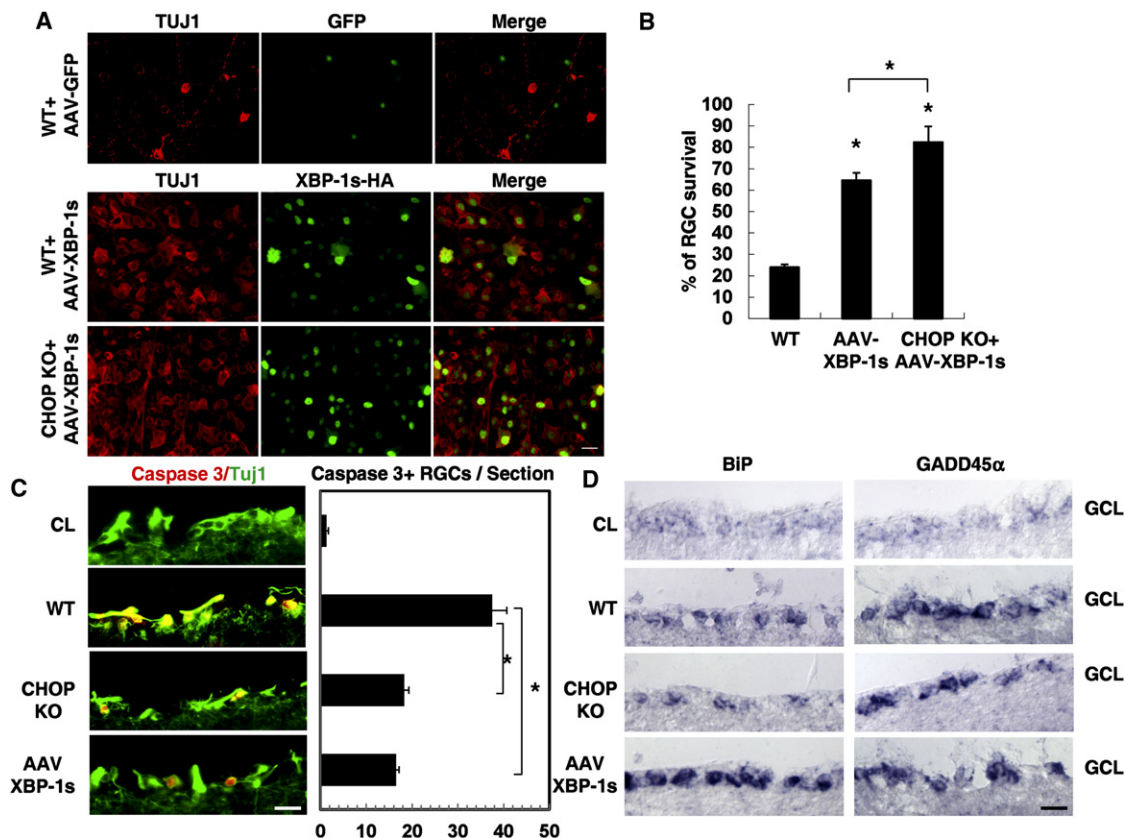 A
TUJ1 GFP Merge
WT+
AAV-GFP
TUJ1 XBP-1s-HA Merge
WT+
AAV-XBP-1s
CHOP KO+
AAV-XBP-1s
B
% of RGC survival
100
90
80
70
60
50
40
30
20
10
0
*
*
*
WT AAV-XBP-1s CHOP KO+ AAV-XBP-1s
C
Caspase 3/Tuj1 Caspase 3+ RGCs / Section
CL
WT
CHOP
KO
AAV
XBP-1s
*
*
0 10 20 30 40 50
D
BiP GADD45α
CL GCL
WT GCL
CHOP
KO
GCL
AAV
XBP-1s
GCL